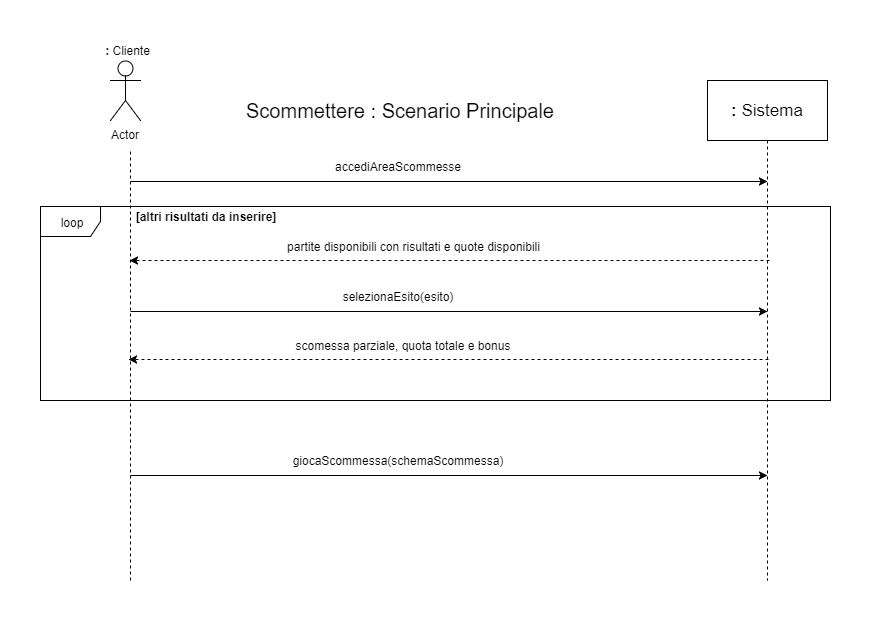 : Cliente
Actor
Scommettere : Scenario Principale
: Sistema
accediAreaScommesse
loop
[altri risultati da inserire]
partite disponibili con risultati e quote disponibili
selezionaEsito(esito)
scomessa parziale, quota totale e bonus
giocaScommessa(schemaScommessa)